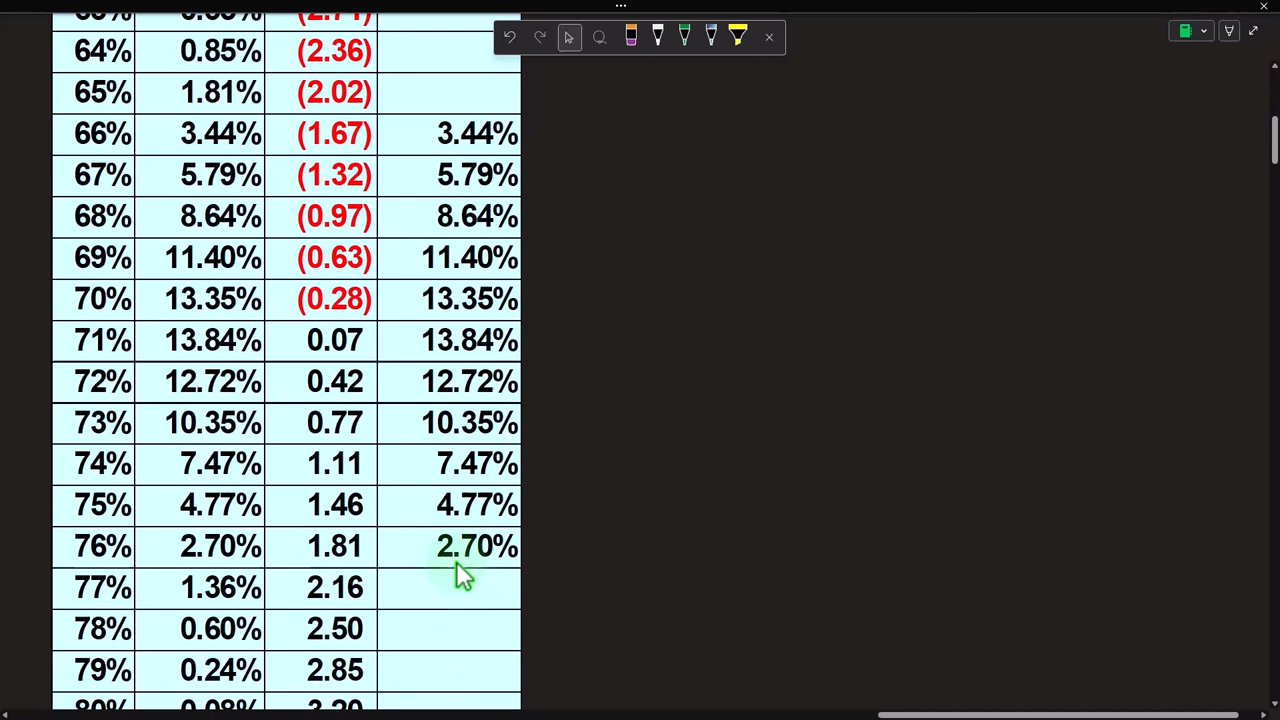 64% 0.85% (2.36)
65% 1.81% (2.02)
66% 3.44% (1.67) 3.44%
67% 5.79% (1.32) 5.79%
68% 8.64% (0.97) 8.64%
69% 11.40% (0.63) 11.40%
70% 13.35% (0.28) 13.35%
71% 13.84% 0.07 13.84%
72% 12.72% 0.42 12.72%
73% 10.35% 0.77 10.35%
74% 7.47% 1.11 7.47%
75% 4.77% 1.46 4.77%
76% 2.70% 1.81 2.70%
77% 1.36% 2.16
78% 0.60% 2.50
79% 0.24% 2.85
80% 0.08% 3.20